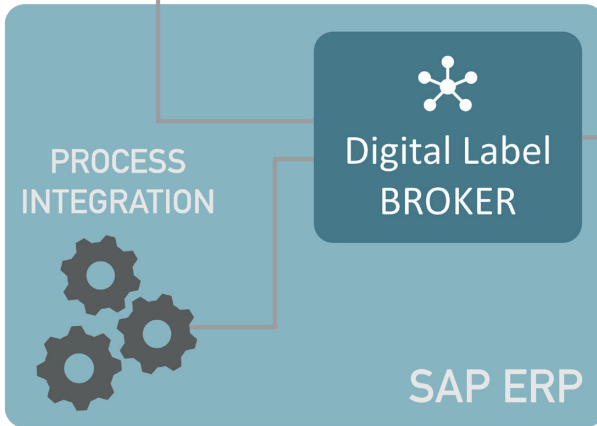 Digital Label
BROKER
PROCESS
INTEGRATION
SAP ERP